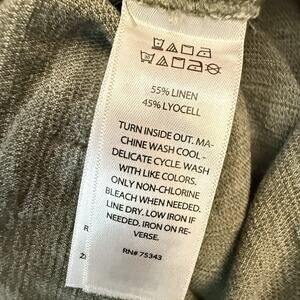 55% LINEN
45% LYOCELL
TURN INSIDE OUT. MA-
CHINE WASH COOL -
DELICATE CYCLE. WASH
WITH LIKE COLORS.
ONLY NON-CHLORINE
BLEACH WHEN NEEDED.
LINE DRY. LOW IRON IF
NEEDED. IRON ON RE-
VERSE.
RN# 75343